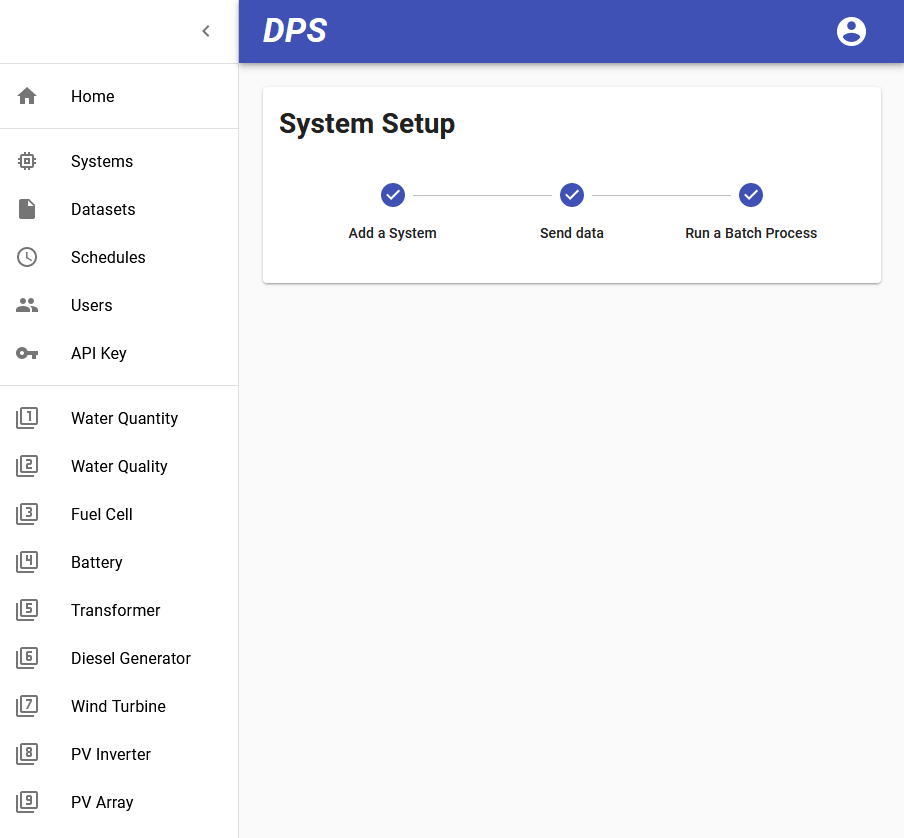 DPS
Home
Systems
Datasets
Schedules
Users
API Key
1 Water Quantity
2 Water Quality
3 Fuel Cell
4 Battery
5 Transformer
6 Diesel Generator
7 Wind Turbine
8 PV Inverter
9 PV Array
System Setup
Add a System
Send data
Run a Batch Process